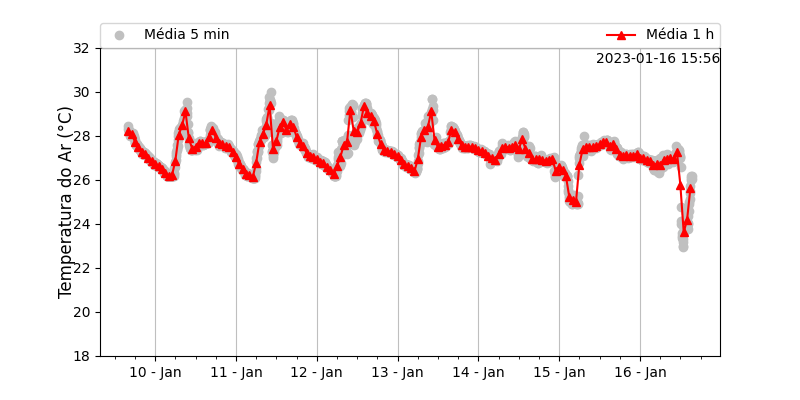 Média 5 min
Média 1 h
2023-01-16 15:56
Temperatura do Ar (°C)
32
30
28
26
24
22
20
18
10 - Jan
11 - Jan
12 - Jan
13 - Jan
14 - Jan
15 - Jan
16 - Jan